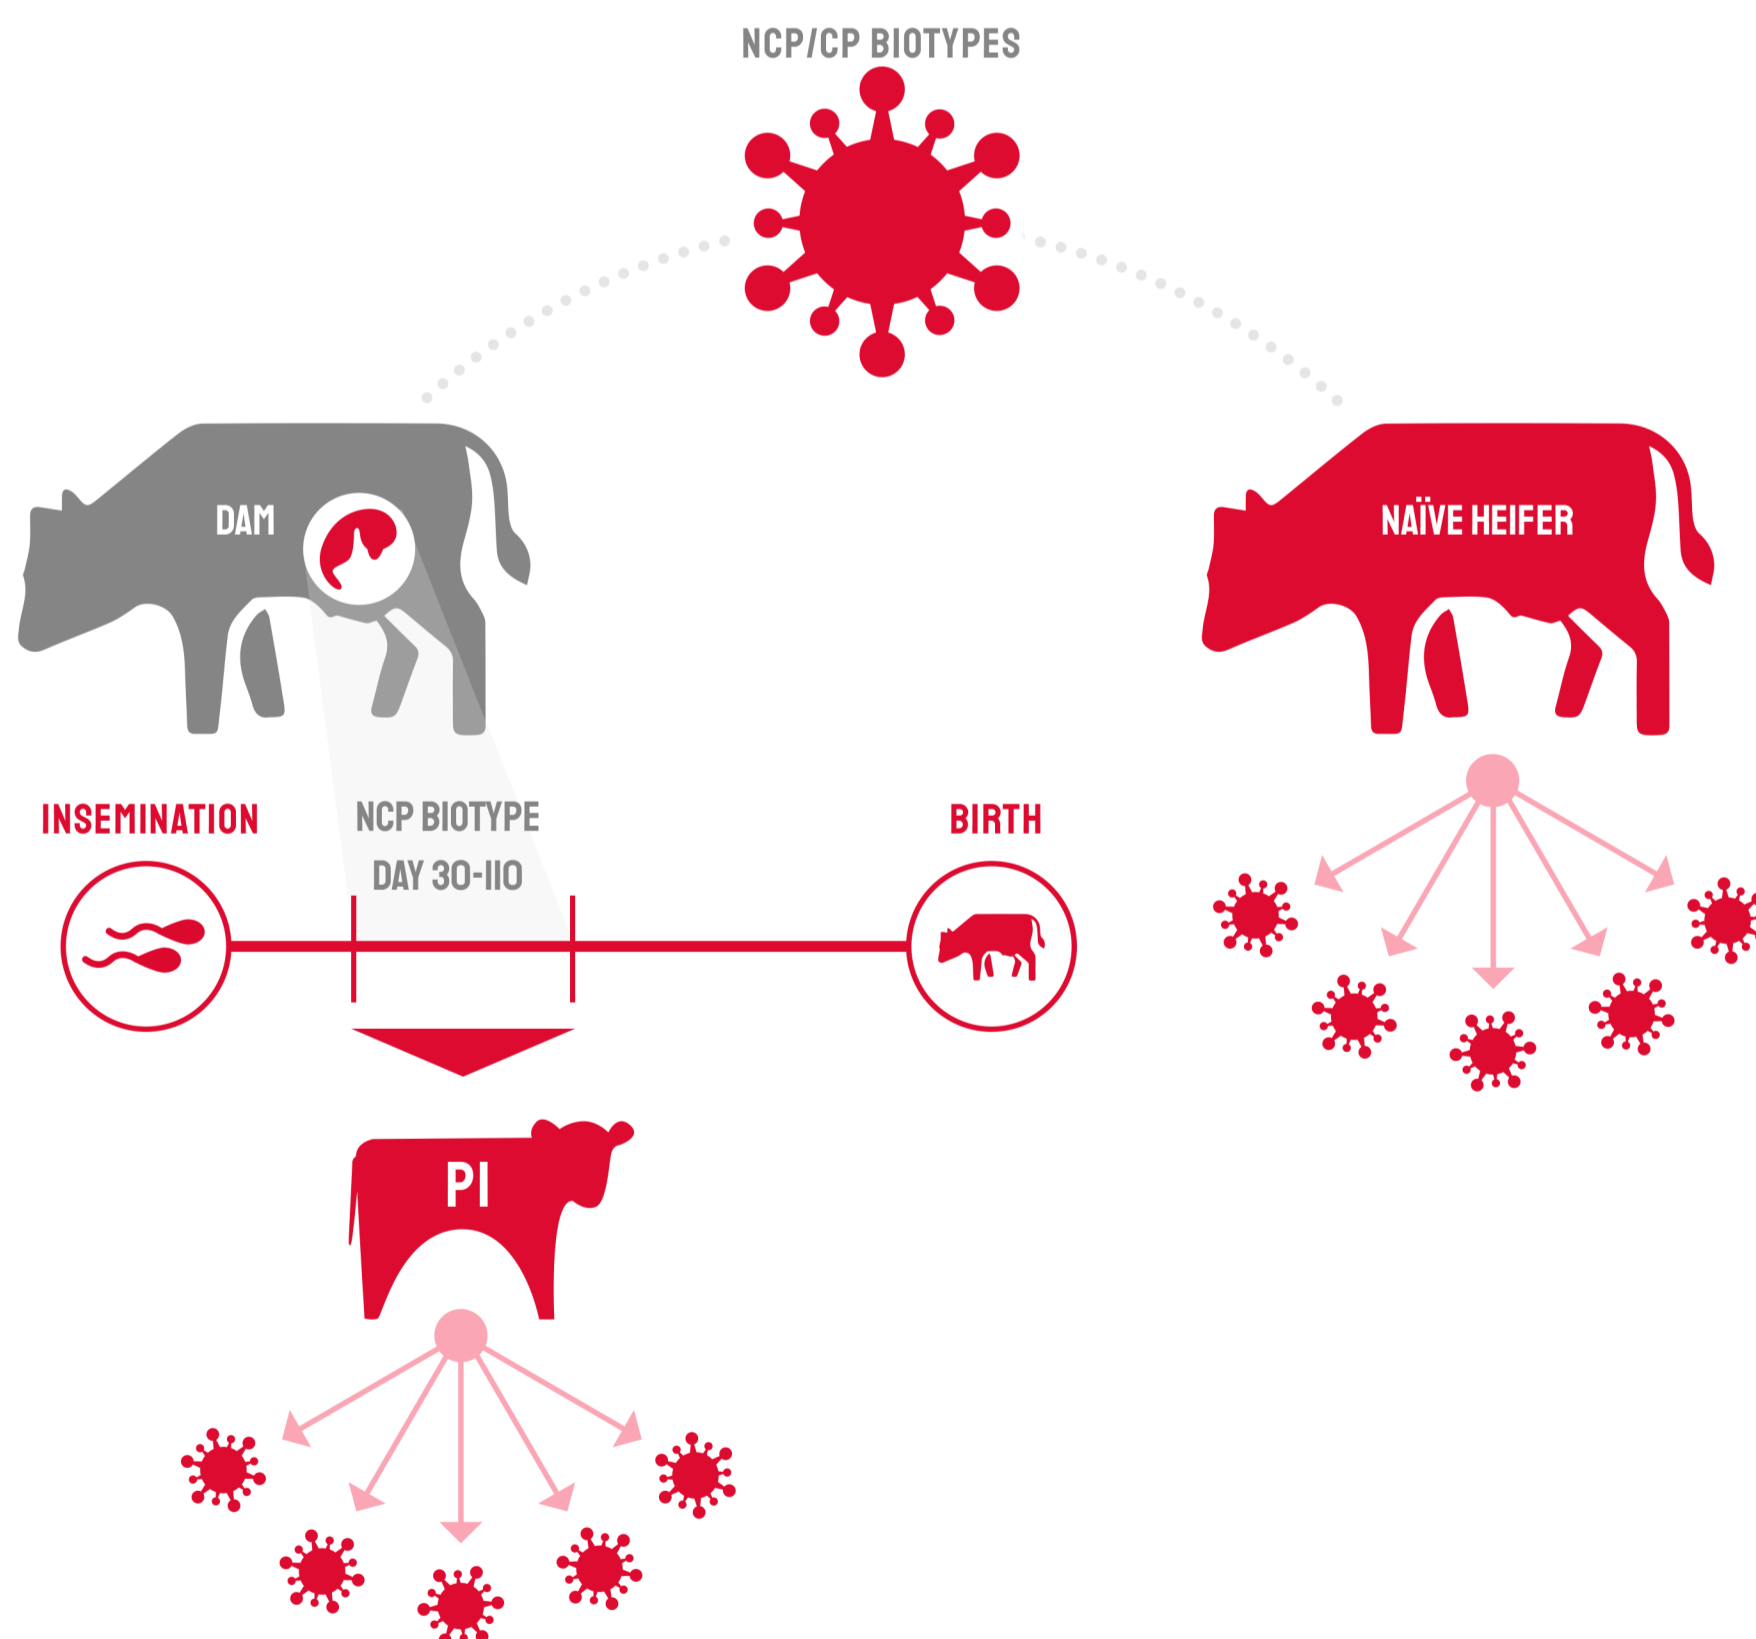 NCP/CP BIOTYPES
DAM
NAÏVE HEIFER
INSEMINATION
NCP BIOTYPE
DAY 30-110
BIRTH
PI